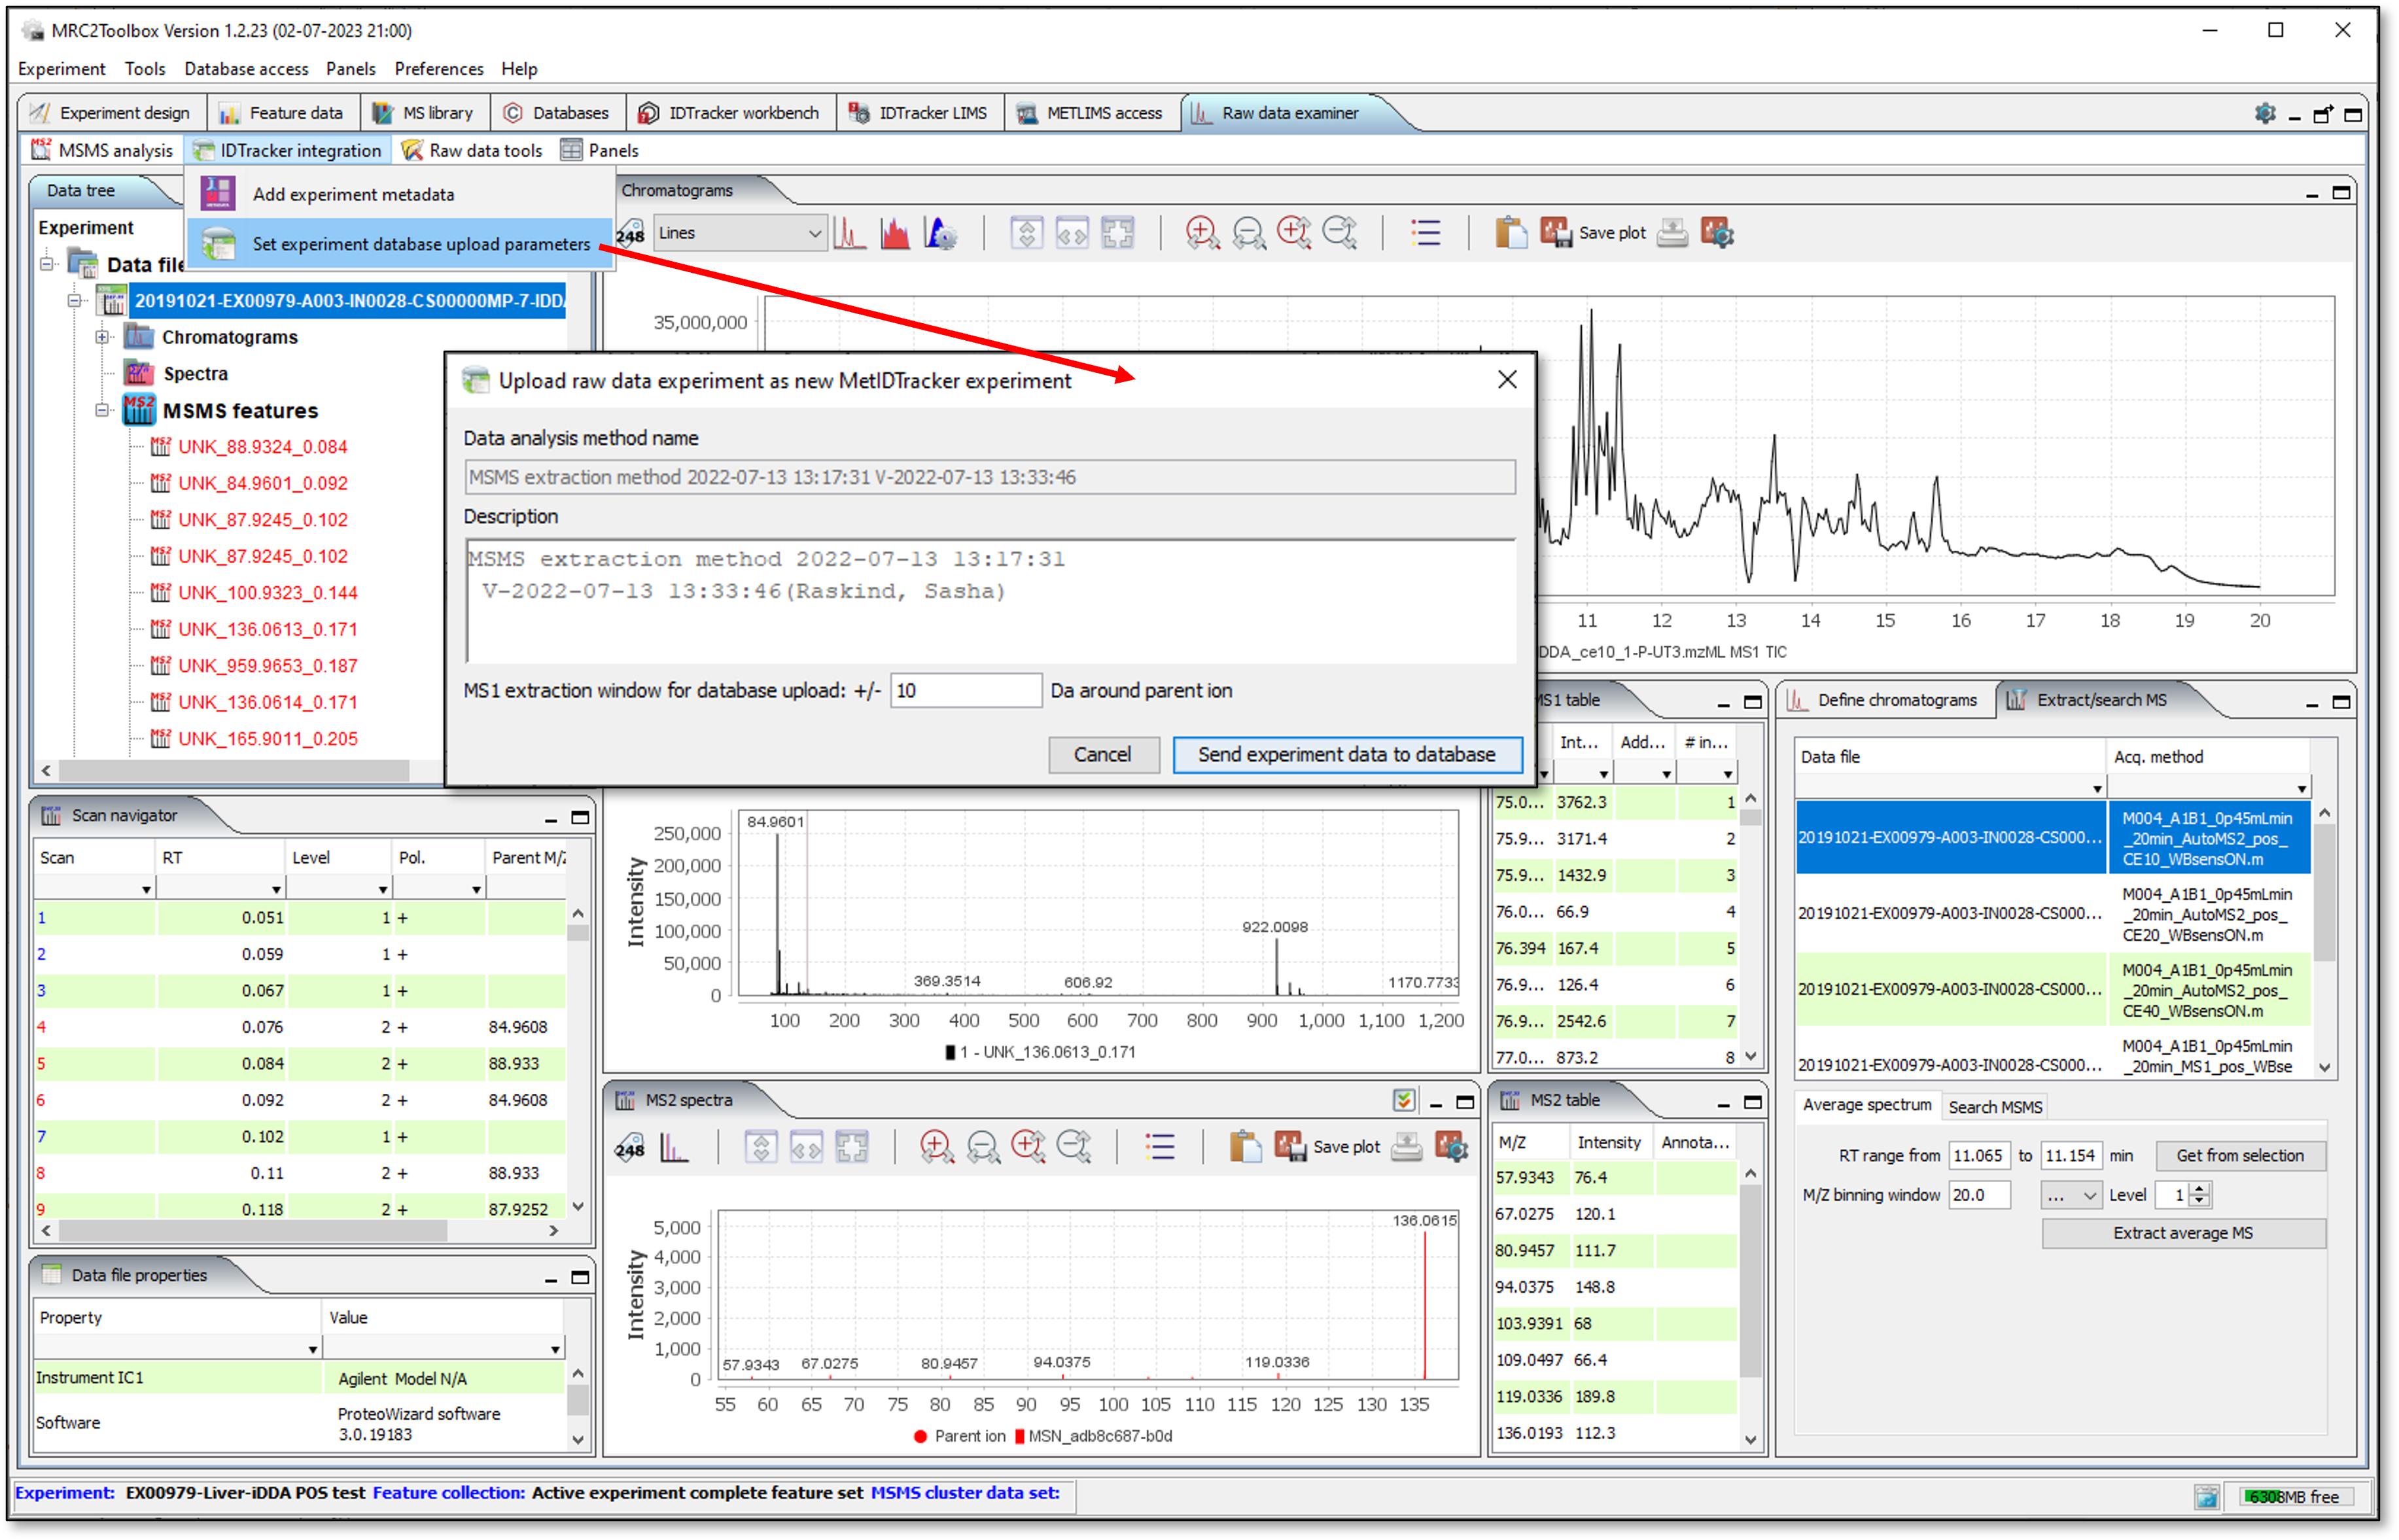 MRC2Toolbox Version 1.2.23 (02-07-2023 21:00)
Experiment Tools Database access Panels Preferences Help
Experiment design Feature data MS library Databases IDTracker workbench IDTracker LIMS METLIMS access Raw data examiner
MSMS analysis IDTracker integration Raw data tools Panels
Add experiment metadata
Set experiment database upload parameters
Data tree
Experiment
Data file
20191021-EX00979-A003-IN0028-CS00000MP-7-IDDA
Chromatograms
Spectra
MSMS features
UNK_88.9324_0.084
UNK_84.9601_0.092
UNK_87.9245_0.102
UNK_87.9245_0.102
UNK_100.9323_0.144
UNK_136.0613_0.171
UNK_959.9653_0.187
UNK_136.0614_0.171
UNK_165.9011_0.205
Chromatograms
248 Lines Save plot
35,000,000
11 12 13 14 15 16 17 18 19 20
DDA_ce10_1-P-UT3.mzML MS1 TIC
Upload raw data experiment as new MetIDTracker experiment
Data analysis method name
MSMS extraction method 2022-07-13 13:17:31 V-2022-07-13 13:33:46
Description
MSMS extraction method 2022-07-13 13:17:31
V-2022-07-13 13:33:46(Raskind, Sasha)
MS1 extraction window for database upload: +/- 10 Da around parent ion
Cancel Send experiment data to database
Scan navigator
Scan RT Level Pol. Parent M/Z
1 0.051 1 +
2 0.059 1 +
3 0.067 1 +
4 0.076 2 + 84.9608
5 0.084 2 + 88.933
6 0.092 2 + 84.9608
7 0.102 1 +
8 0.11 2 + 88.933
9 0.118 2 + 87.9252
Data file properties
Property Value
Instrument IC1 Agilent Model N/A
Software ProteoWizard software
3.0.19183
Intensity
250,000
200,000
150,000
100,000
50,000
0
84.9601
922.0098
369.3514 606.92 1170.7733
100 200 300 400 500 600 700 800 900 1,000 1,100 1,200
1 - UNK_136.0613_0.171
MS2 spectra
248 Save plot
Intensity
5,000
4,000
3,000
2,000
1,000
0
136.0615
57.9343 67.0275 80.9457 94.0375 119.0336
55 60 65 70 75 80 85 90 95 100 105 110 115 120 125 130 135
Parent ion MSN_adb8c687-b0d
MS1 table
Int... Add... # in...
75.0... 3762.3 1
75.9... 3171.4 2
75.9... 1432.9 3
76.0... 66.9 4
76.394 167.4 5
76.9... 126.4 6
76.9... 2542.6 7
77.0... 873.2 8
MS2 table
M/Z Intensity Annota...
57.9343 76.4
67.0275 120.1
80.9457 111.7
94.0375 148.8
103.9391 68
109.0497 66.4
119.0336 189.8
136.0193 112.3
Define chromatograms Extract/search MS
Data file Acq. method
20191021-EX00979-A003-IN0028-CS000... M004_A1B1_0p45mLmin
_20min_AutoMS2_pos_
CE10_WBsensON.m
20191021-EX00979-A003-IN0028-CS000... M004_A1B1_0p45mLmin
_20min_AutoMS2_pos_
CE20_WBsensON.m
20191021-EX00979-A003-IN0028-CS000... M004_A1B1_0p45mLmin
_20min_AutoMS2_pos_
CE40_WBsensON.m
20191021-EX00979-A003-IN0028-CS000... M004_A1B1_0p45mLmin
_20min_MS1_pos_WBse
Average spectrum Search MSMS
RT range from 11.065 to 11.154 min Get from selection
M/Z binning window 20.0 ... Level 1
Extract average MS
Experiment: EX00979-Liver-iDDA POS test Feature collection: Active experiment complete feature set MSMS cluster data set:
6308MB free